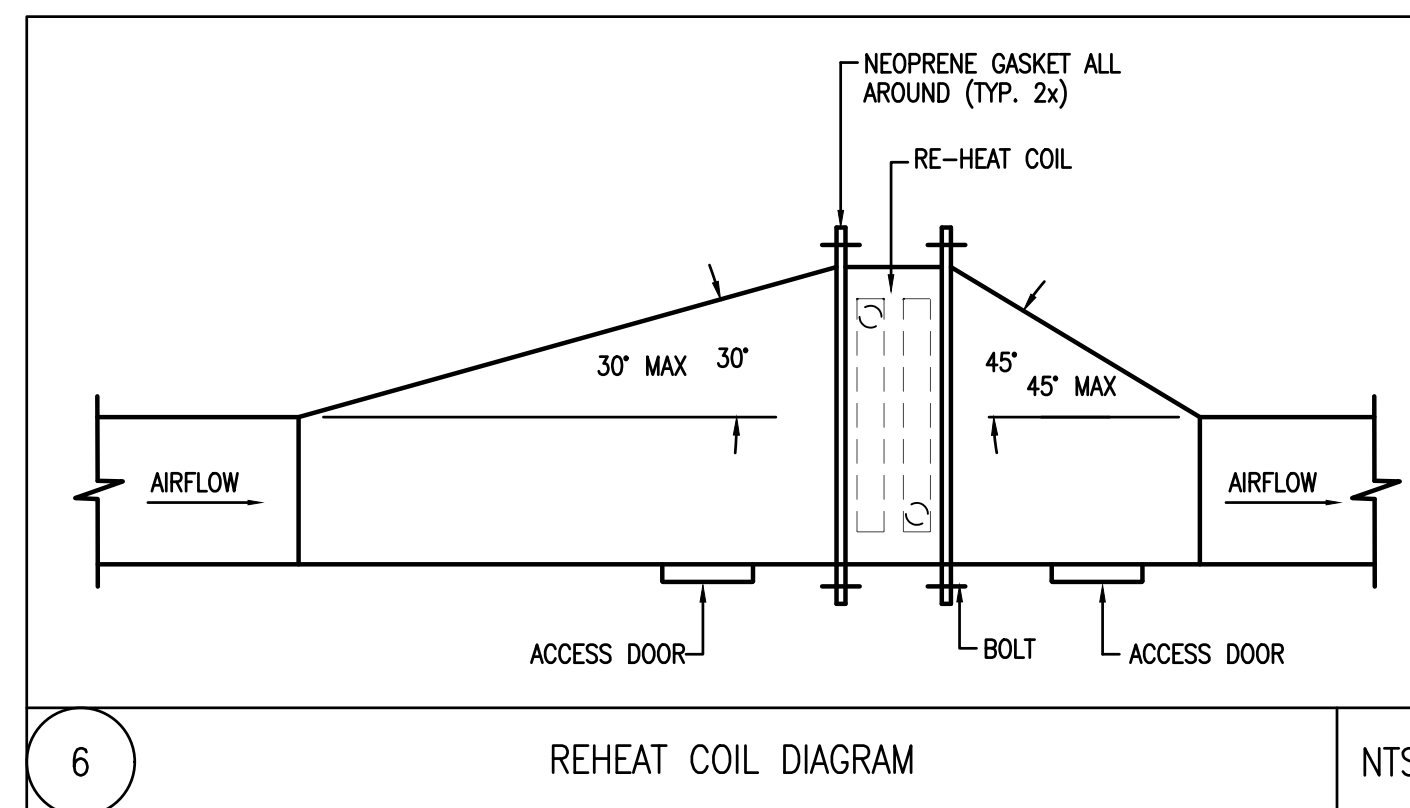 NEOPRENE GASKET ALL
AROUND (TYP. 2x)
RE-HEAT COIL
30° MAX 30°
45°
45° MAX
AIRFLOW
AIRFLOW
ACCESS DOOR
BOLT
ACCESS DOOR
6
REHEAT COIL DIAGRAM
NTS